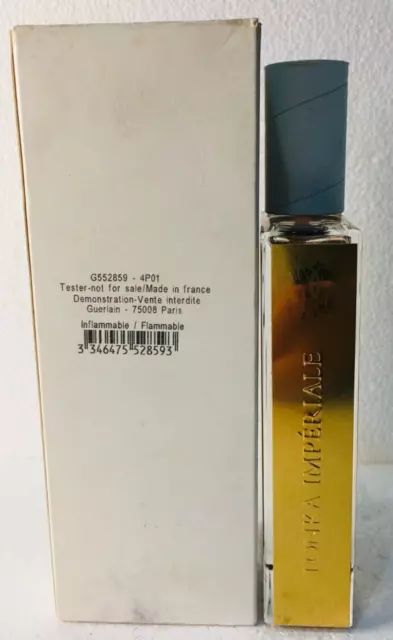 G552859 - 4P01
Tester-not for sale/Made in france
Demonstration-Vente interdite
Guerlain - 75008 Paris
Inflammable / Flammable
3 346475 528593
TONKA IMPÉRIALE